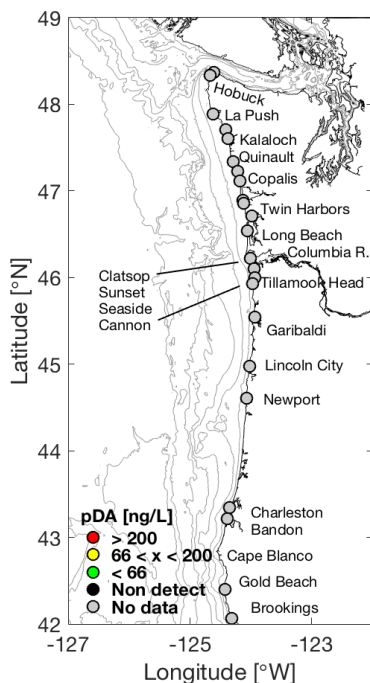 49
48
47
46
45
44
43
42
Latitude [°N]
Hobuck
La Push
Kalaloch
Quinault
Copalis
Twin Harbors
Long Beach
Columbia R.
Clatsop
Sunset
Seaside
Cannon
Tillamook Head
Garibaldi
Lincoln City
Newport
Charleston
Bandon
Cape Blanco
Gold Beach
Brookings
pDA [ng/L]
> 200
66 < x < 200
< 66
Non detect
No data
-127 -125 -123
Longitude [°W]